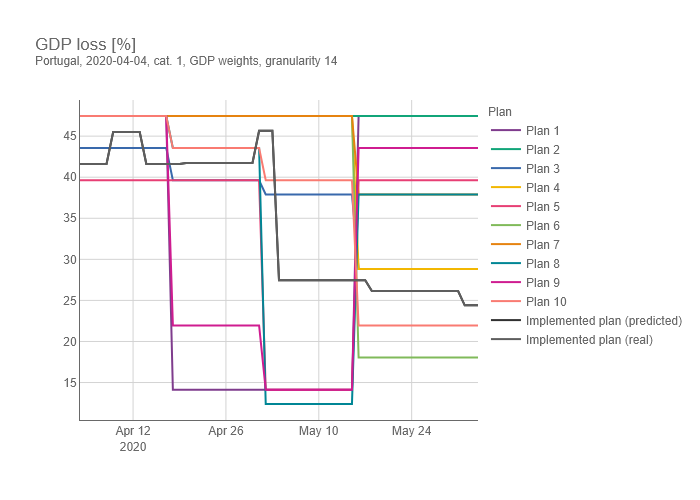 GDP loss [%]
Portugal, 2020-04-04, cat. 1, GDP weights, granularity 14
Plan
45
40
35
30
25
20
15
Apr 12
2020
Apr 26
May 10
May 24
Plan 1
Plan 2
Plan 3
Plan 4
Plan 5
Plan 6
Plan 7
Plan 8
Plan 9
Plan 10
Implemented plan (predicted)
Implemented plan (real)